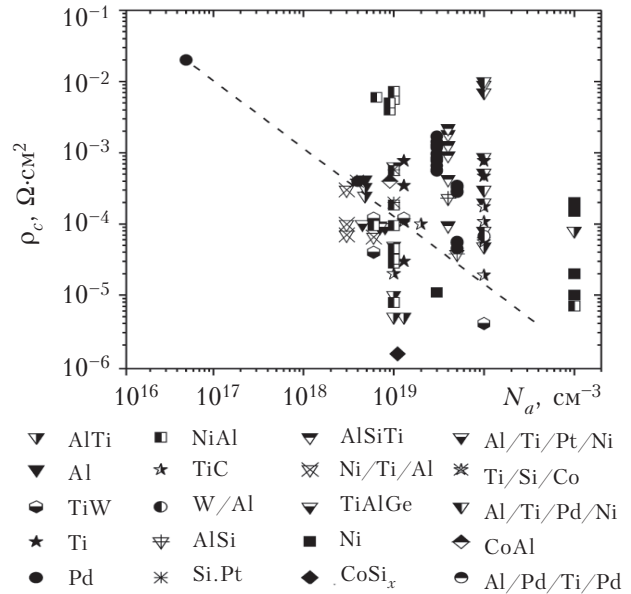 10⁻¹
10⁻²
10⁻³
10⁻⁴
10⁻⁵
10⁻⁶
ρc, Ω·см²
10¹⁶ 10¹⁷ 10¹⁸ 10¹⁹ Nₐ, см⁻³
AlTi NiAl AlSiTi Al/Ti/Pt/Ni
Al TiC Ni/Ti/Al Ti/Si/Co
TiW W/Al TiAlGe Al/Ti/Pd/Ni
Ti AlSi Ni CoAl
Pd Si.Pt CoSiₓ Al/Pd/Ti/Pd